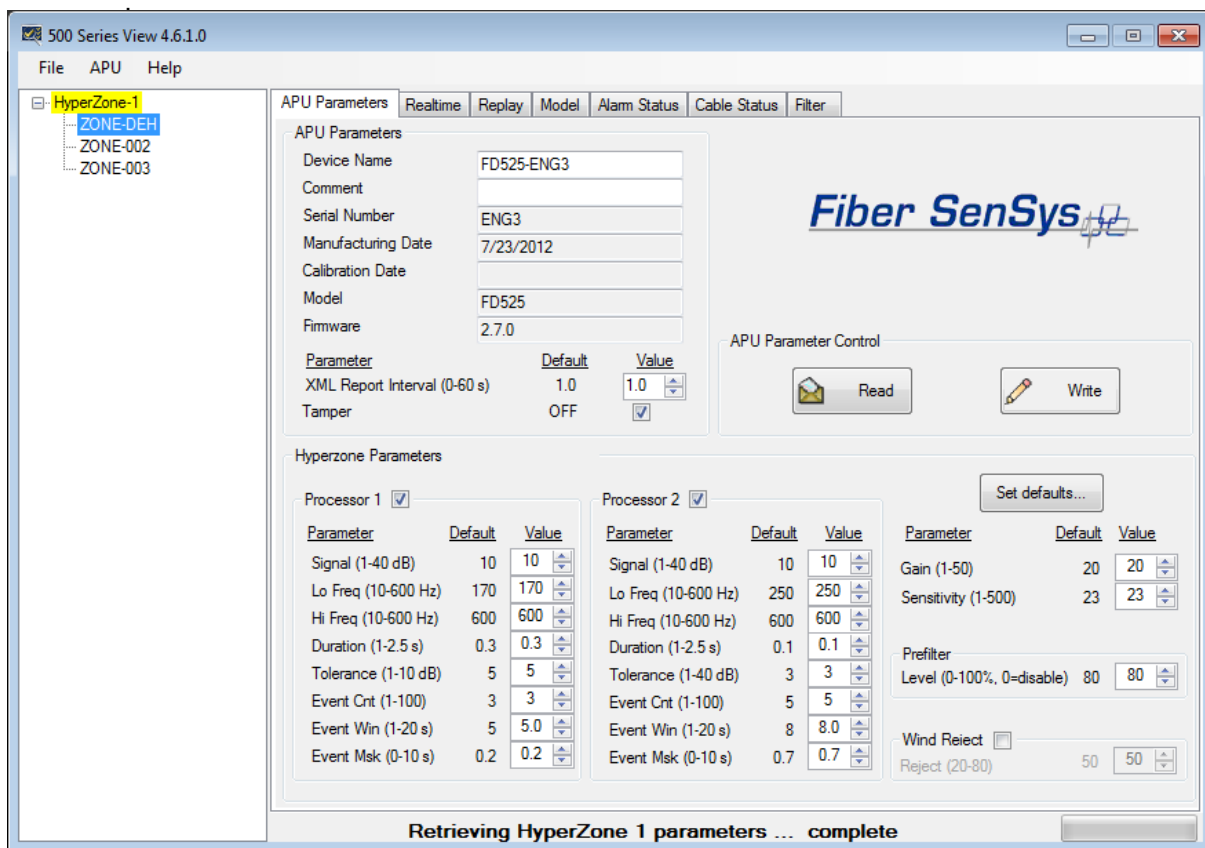 500 Series View 4.6.1.0
File APU Help
HyperZone-1
ZONE-DEH
ZONE-002
ZONE-003
APU Parameters Realtime Replay Model Alarm Status Cable Status Filter
APU Parameters
Device Name FD525-ENG3
Comment
Serial Number ENG3
Manufacturing Date 7/23/2012
Calibration Date
Model FD525
Firmware 2.7.0
Parameter Default Value
XML Report Interval (0-60 s) 1.0 1.0
Tamper OFF
Fiber SenSys
APU Parameter Control
Read Write
Hyperzone Parameters
Processor 1
Parameter Default Value
Signal (1-40 dB) 10 10
Lo Freq (10-600 Hz) 170 170
Hi Freq (10-600 Hz) 600 600
Duration (1-2.5 s) 0.3 0.3
Tolerance (1-10 dB) 5 5
Event Cnt (1-100) 3 3
Event Win (1-20 s) 5 5.0
Event Msk (0-10 s) 0.2 0.2
Processor 2
Parameter Default Value
Signal (1-40 dB) 10 10
Lo Freq (10-600 Hz) 250 250
Hi Freq (10-600 Hz) 600 600
Duration (1-2.5 s) 0.1 0.1
Tolerance (1-40 dB) 3 3
Event Cnt (1-100) 5 5
Event Win (1-20 s) 8 8.0
Event Msk (0-10 s) 0.7 0.7
Set defaults...
Parameter Default Value
Gain (1-50) 20 20
Sensitivity (1-500) 23 23
Prefilter
Level (0-100%, 0=disable) 80 80
Wind Reject
Reject (20-80) 50 50
Retrieving HyperZone 1 parameters ... complete